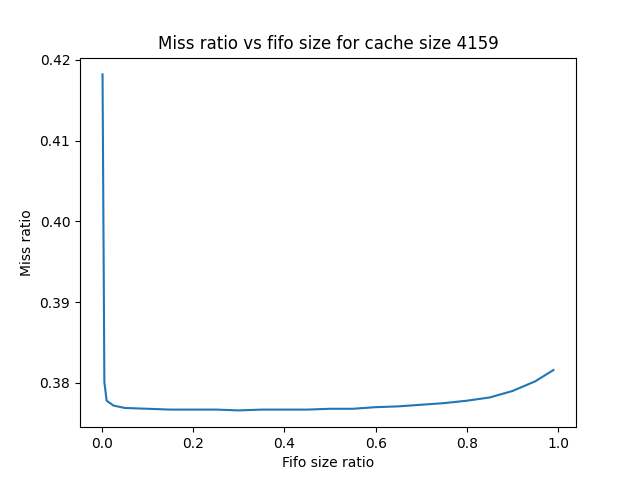 Miss ratio vs fifo size for cache size 4159
0.42
0.41
0.40
0.39
0.38
Miss ratio
0.0 0.2 0.4 0.6 0.8 1.0
Fifo size ratio